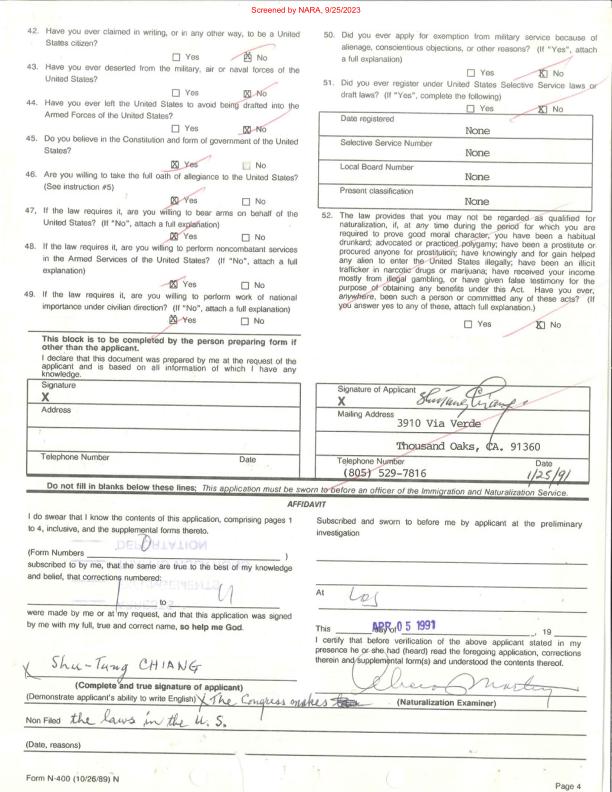 Screened by NARA, 9/25/2023
42. Have you ever claimed in writing, or in any other way, to be a United
States citizen?
☐ Yes ☒ No
43. Have you ever deserted from the military, air or naval forces of the
United States?
☐ Yes ☒ No
44. Have you ever left the United States to avoid being drafted into the
Armed Forces of the United States?
☐ Yes ☒ No
45. Do you believe in the Constitution and form of government of the United
States?
☒ Yes ☐ No
46. Are you willing to take the full oath of allegiance to the United States?
(See instruction #5)
☒ Yes ☐ No
47. If the law requires it, are you willing to bear arms on behalf of the
United States? (If "No", attach a full explanation)
☒ Yes ☐ No
48. If the law requires it, are you willing to perform noncombatant services
in the Armed Services of the United States? (If "No", attach a full
explanation)
☒ Yes ☐ No
49. If the law requires it, are you willing to perform work of national
importance under civilian direction? (If "No", attach a full explanation)
☒ Yes ☐ No
This block is to be completed by the person preparing form if
other than the applicant.
I declare that this document was prepared by me at the request of the
applicant and is based on all information of which I have any
knowledge.
Signature
X
Address
Telephone Number Date
50. Did you ever apply for exemption from military service because of
alienage, conscientious objections, or other reasons? (If "Yes", attach
a full explanation)
☐ Yes ☒ No
51. Did you ever register under United States Selective Service laws or
draft laws? (If "Yes", complete the following)
☐ Yes ☒ No
Date registered
None
Selective Service Number
None
Local Board Number
None
Present classification
None
52. The law provides that you may not be regarded as qualified for
naturalization, if, at any time during the period for which you are
required to prove good moral character, you have been a habitual
drunkard; advocated or practiced polygamy; have been a prostitute or
procured anyone for prostitution; have knowingly and for gain helped
any alien to enter the United States illegally; have been an illicit
trafficker in narcotic drugs or marijuana; have received your income
mostly from illegal gambling, or have given false testimony for the
purpose of obtaining any benefits under this Act. Have you ever,
anywhere, been such a person or committed any of these acts? (If
you answer yes to any of these, attach full explanation.)
☐ Yes ☒ No
Signature of Applicant
X
Mailing Address
3910 Via Verde
Thousand Oaks, CA. 91360
Telephone Number Date
(805) 529-7816 1/25/91
Do not fill in blanks below these lines; This application must be sworn to before an officer of the Immigration and Naturalization Service.
AFFIDAVIT
I do swear that I know the contents of this application, comprising pages 1
to 4, inclusive, and the supplemental forms thereto.
(Form Numbers )
subscribed to by me, that the same are true to the best of my knowledge
and belief, that corrections numbered:
to
were made by me or at my request, and that this application was signed
by me with my full, true and correct name, so help me God.
X Shu-Tung CHIANG
(Complete and true signature of applicant)
(Demonstrate applicant's ability to write English) X The Congress makes
Non Filed the laws in the U.S.
(Date, reasons)
Subscribed and sworn to before me by applicant at the preliminary
investigation
At Los
This day of APR 05 1991 , 19
I certify that before verification of the above applicant stated in my
presence he or she had (heard) read the foregoing application, corrections
therein and supplemental form(s) and understood the contents thereof.
(Naturalization Examiner)
Form N-400 (10/26/89) N
Page 4